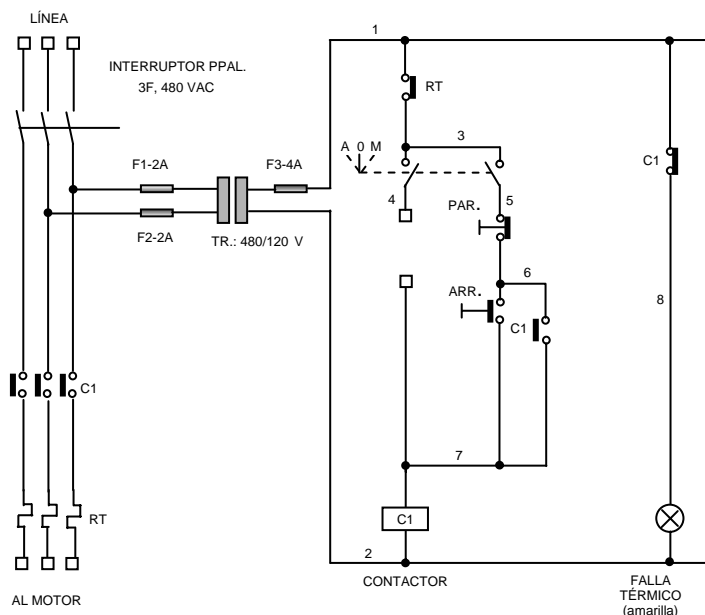 LÍNEA
INTERRUPTOR PPAL.
3F, 480 VAC
1
RT
A 0 M
3
F1-2A
F3-4A
C1
4
5
PAR.
F2-2A
TR.: 480/120 V
6
ARR.
C1
8
C1
7
RT
C1
2
AL MOTOR
CONTACTOR
FALLA
TÉRMICO
(amarilla)